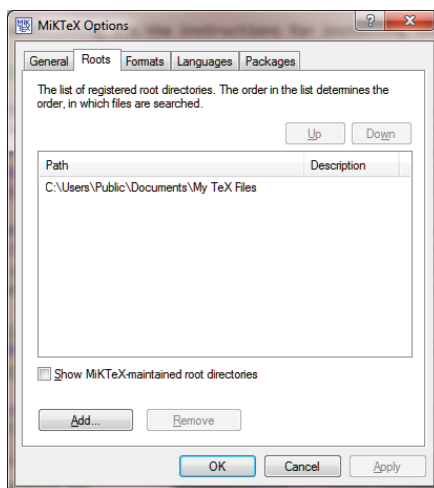 MiKTeX Options
General Roots Formats Languages Packages
The list of registered root directories. The order in the list determines the
order, in which files are searched.
Up Down
Path Description
C:\Users\Public\Documents\My TeX Files
Show MiKTeX-maintained root directories
Add... Remove
OK Cancel Apply